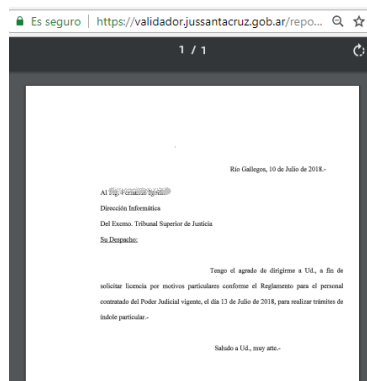 Es seguro | https://validador.jussantacruz.gob.ar/repo...
1 / 1
Rio Gallegos, 10 de Julio de 2018.-
Al Ing.
Dirección Informática
Del Excmo. Tribunal Superior de Justicia
Su Despacho:
Tengo el agrado de dirigirme a Ud., a fin de
solicitar licencia por motivos particulares conforme el Reglamento para el personal
contratado del Poder Judicial vigente, el día 13 de Julio de 2018, para realizar trámites de
índole particular.-
Saludo a Ud., muy atte.-